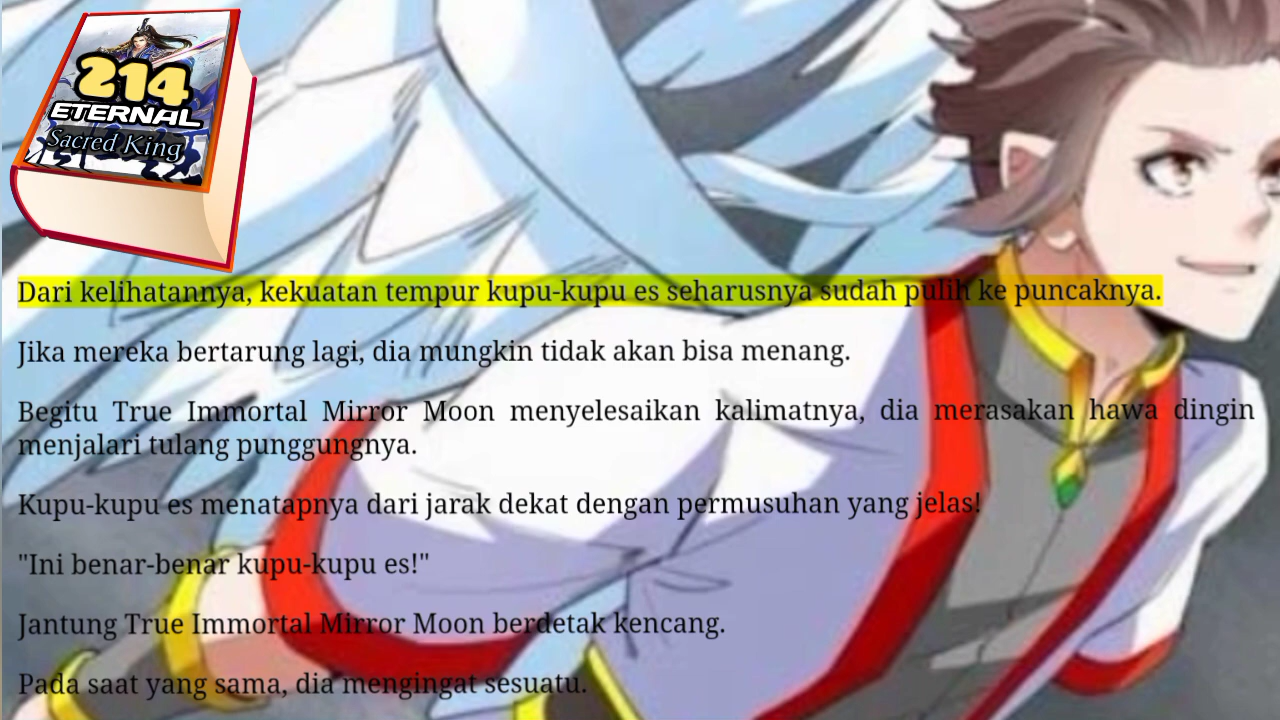 214
ETERNAL
Sacred King
Dari kelihatannya, kekuatan tempur kupu-kupu es seharusnya sudah pulih ke puncaknya.
Jika mereka bertarung lagi, dia mungkin tidak akan bisa menang.
Begitu True Immortal Mirror Moon menyelesaikan kalimatnya, dia merasakan hawa dingin
menjalari tulang punggungnya.
Kupu-kupu es menatapnya dari jarak dekat dengan permusuhan yang jelas!
"Ini benar-benar kupu-kupu es!"
Jantung True Immortal Mirror Moon berdetak kencang.
Pada saat yang sama, dia mengingat sesuatu.